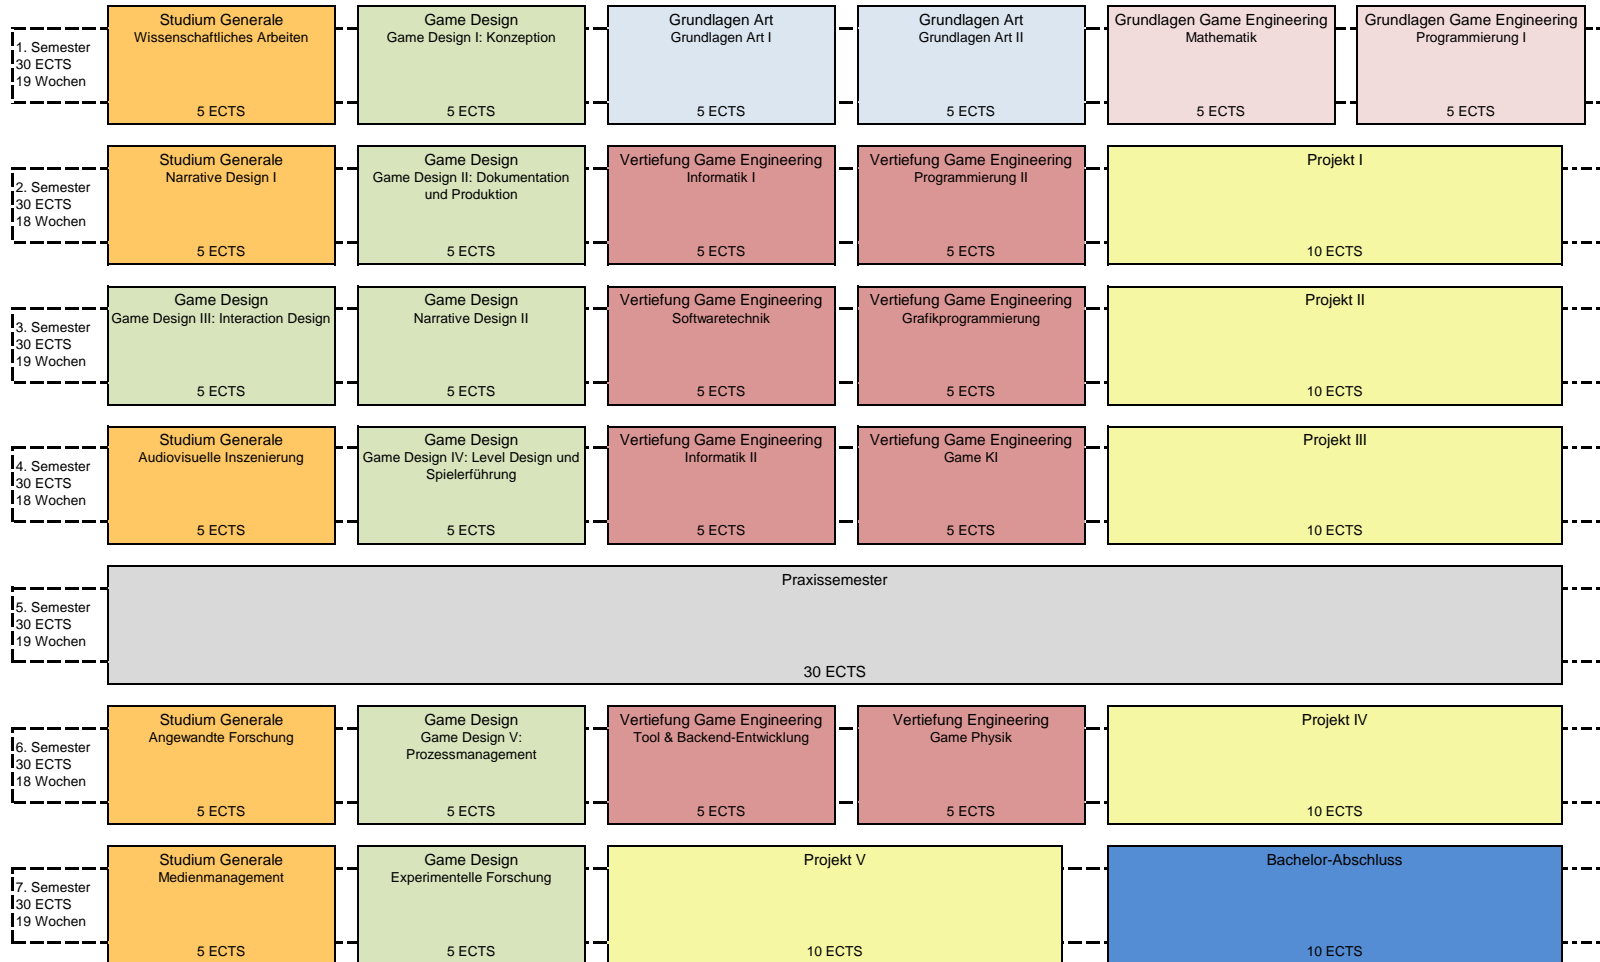 1. Semester
30 ECTS
19 Wochen
Studium Generale
Wissenschaftliches Arbeiten
5 ECTS
Game Design
Game Design I: Konzeption
5 ECTS
Grundlagen Art
Grundlagen Art I
5 ECTS
Grundlagen Art
Grundlagen Art II
5 ECTS
Grundlagen Game Engineering
Mathematik
5 ECTS
Grundlagen Game Engineering
Programmierung I
5 ECTS
2. Semester
30 ECTS
18 Wochen
Studium Generale
Narrative Design I
5 ECTS
Game Design
Game Design II: Dokumentation
und Produktion
5 ECTS
Vertiefung Game Engineering
Informatik I
5 ECTS
Vertiefung Game Engineering
Programmierung II
5 ECTS
Projekt I
10 ECTS
3. Semester
30 ECTS
19 Wochen
Game Design
Game Design III: Interaction Design
5 ECTS
Game Design
Narrative Design II
5 ECTS
Vertiefung Game Engineering
Softwaretechnik
5 ECTS
Vertiefung Game Engineering
Grafikprogrammierung
5 ECTS
Projekt II
10 ECTS
4. Semester
30 ECTS
18 Wochen
Studium Generale
Audiovisuelle Inszenierung
5 ECTS
Game Design
Game Design IV: Level Design und
Spielerführung
5 ECTS
Vertiefung Game Engineering
Informatik II
5 ECTS
Vertiefung Game Engineering
Game KI
5 ECTS
Projekt III
10 ECTS
5. Semester
30 ECTS
19 Wochen
Praxissemester
30 ECTS
6. Semester
30 ECTS
18 Wochen
Studium Generale
Angewandte Forschung
5 ECTS
Game Design
Game Design V:
Prozessmanagement
5 ECTS
Vertiefung Game Engineering
Tool & Backend-Entwicklung
5 ECTS
Vertiefung Engineering
Game Physik
5 ECTS
Projekt IV
10 ECTS
7. Semester
30 ECTS
19 Wochen
Studium Generale
Medienmanagement
5 ECTS
Game Design
Experimentelle Forschung
5 ECTS
Projekt V
10 ECTS
Bachelor-Abschluss
10 ECTS